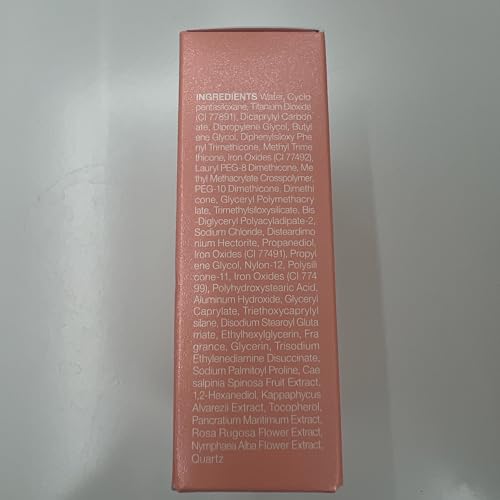 INGREDIENTS Water, Cyclo
pentasiloxane, Titanium Dioxide
(CI 77891), Dicaprylyl Carbon
ate, Dipropylene Glycol, Butyl
ene Glycol, Diphenylsiloxy Phe
nyl Trimethicone, Methyl Trime
thicone, Iron Oxides (CI 77492),
Lauryl PEG-8 Dimethicone, Me
thyl Methacrylate Crosspolymer,
PEG-10 Dimethicone, Dimethi
cone, Glyceryl Polymethacry
late, Trimethylsiloxysilicate, Bis
-Diglyceryl Polyacyladipate-2,
Sodium Chloride, Disteardimo
nium Hectorite, Propanediol,
Iron Oxides (CI 77491), Propyl
ene Glycol, Nylon-12, Polysili
cone-11, Iron Oxides (CI 774
99), Polyhydroxystearic Acid,
Aluminum Hydroxide, Glyceryl
Caprylate, Triethoxycaprylyl
silane, Disodium Stearoyl Gluta
mate, Ethylhexylglycerin, Fra
grance, Glycerin, Trisodium
Ethylenediamine Disuccinate,
Sodium Palmitoyl Proline, Cae
salpinia Spinosa Fruit Extract,
1,2-Hexanediol, Kappaphycus
Alvarezii Extract, Tocopherol,
Pancratium Maritimum Extract,
Rosa Rugosa Flower Extract,
Nymphaea Alba Flower Extract,
Quartz